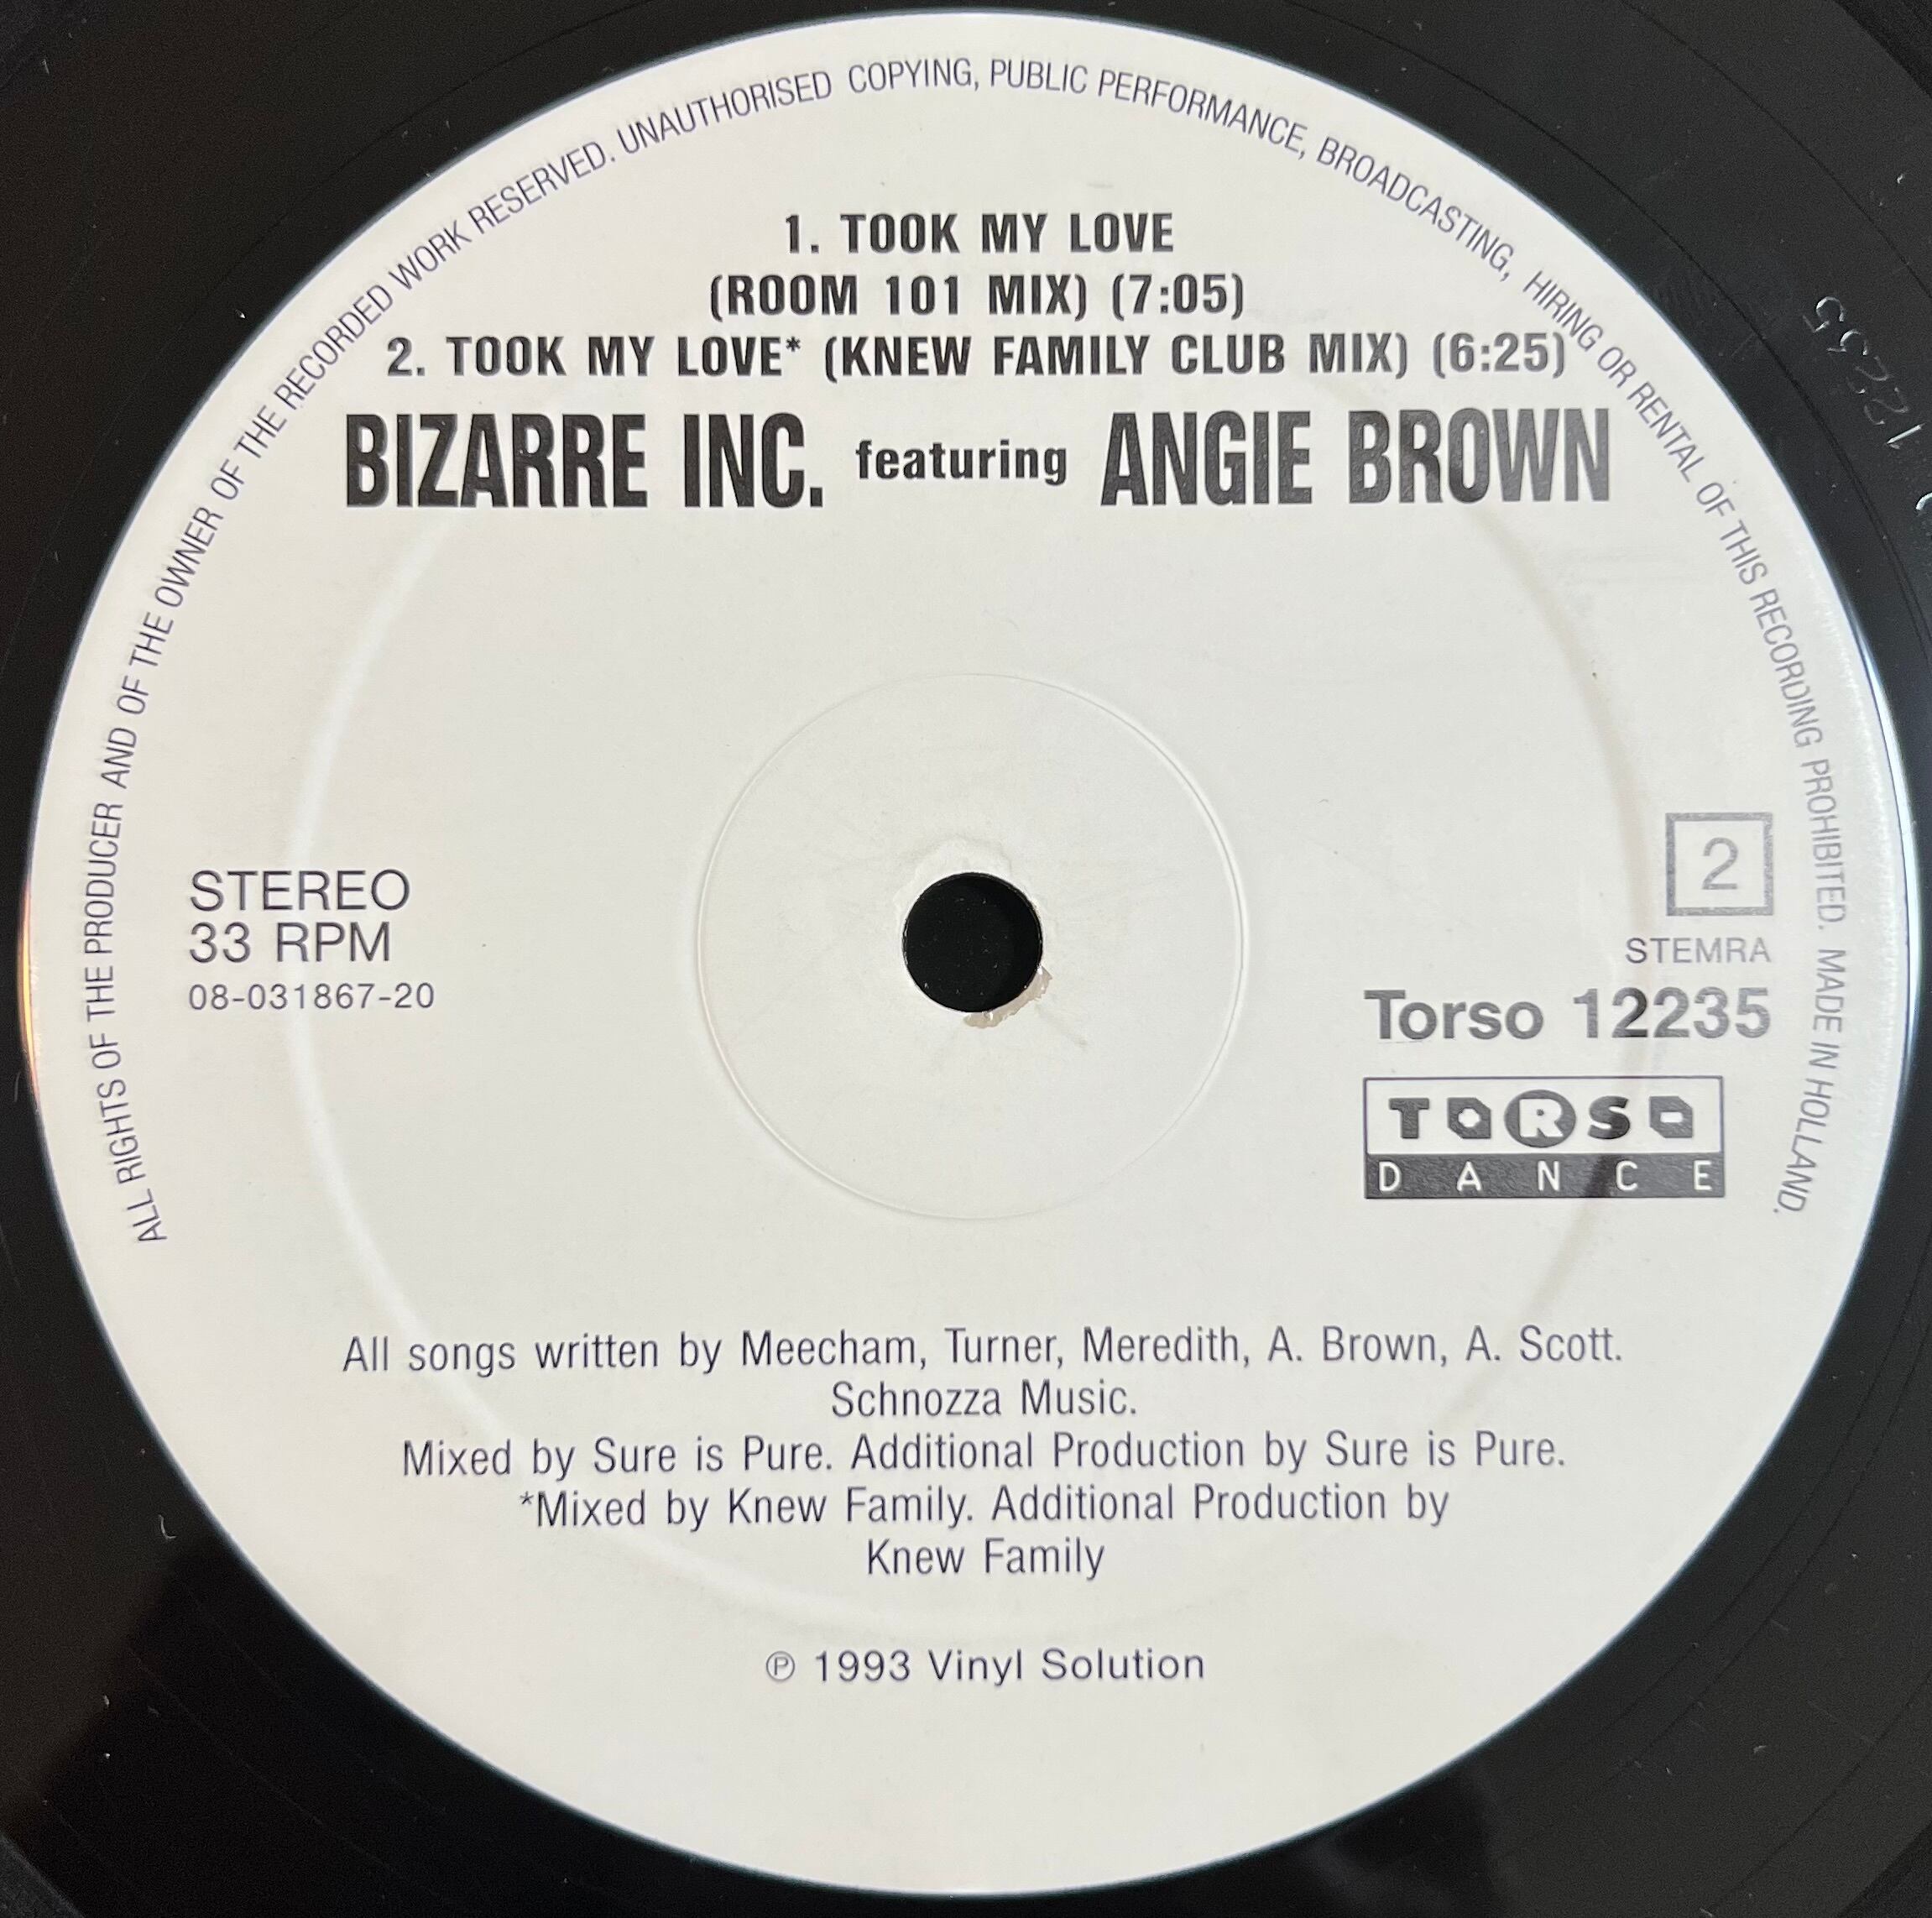 ALL RIGHTS OF THE PRODUCER AND OF THE OWNER OF THE RECORDED WORK RESERVED. UNAUTHORISED COPYING, PUBLIC PERFORMANCE, BROADCASTING, HIRING OR RENTAL OF THIS RECORDING PROHIBITED. MADE IN HOLLAND.
1. TOOK MY LOVE
(ROOM 101 MIX) (7:05)
2. TOOK MY LOVE* (KNEW FAMILY CLUB MIX) (6:25)
BIZARRE INC. featuring ANGIE BROWN
STEREO
33 RPM
08-031867-20
2
STEMRA
Torso 12235
TORSO
DANCE
All songs written by Meecham, Turner, Meredith, A. Brown, A. Scott.
Schnozza Music.
Mixed by Sure is Pure. Additional Production by Sure is Pure.
*Mixed by Knew Family. Additional Production by
Knew Family
℗ 1993 Vinyl Solution
12235